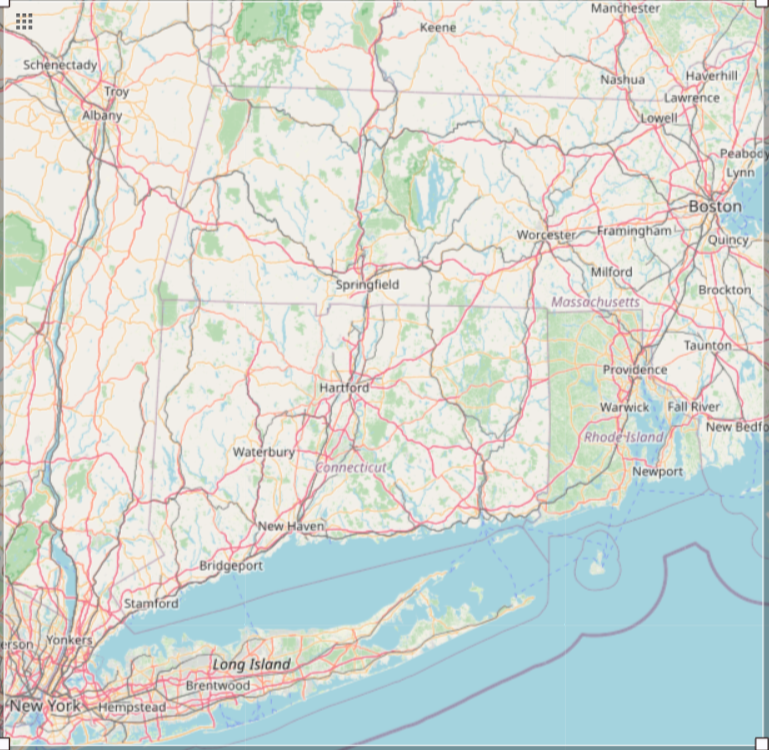 Manchester
Keene
Schenectady
Nashua
Haverhill
Troy
Lawrence
Albany
Lowell
Peabody
Lynn
Boston
Worcester
Framingham
Quincy
Milford
Springfield
Brockton
Massachusetts
Taunton
Providence
Hartford
Warwick
Fall River
New Bedfo
Rhode Island
Waterbury
Connecticut
Newport
New Haven
Bridgeport
Stamford
Yonkers
erson
Long Island
Brentwood
New York
Hempstead